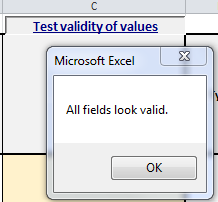 C
Test validity of values
Microsoft Excel
All fields look valid.
OK